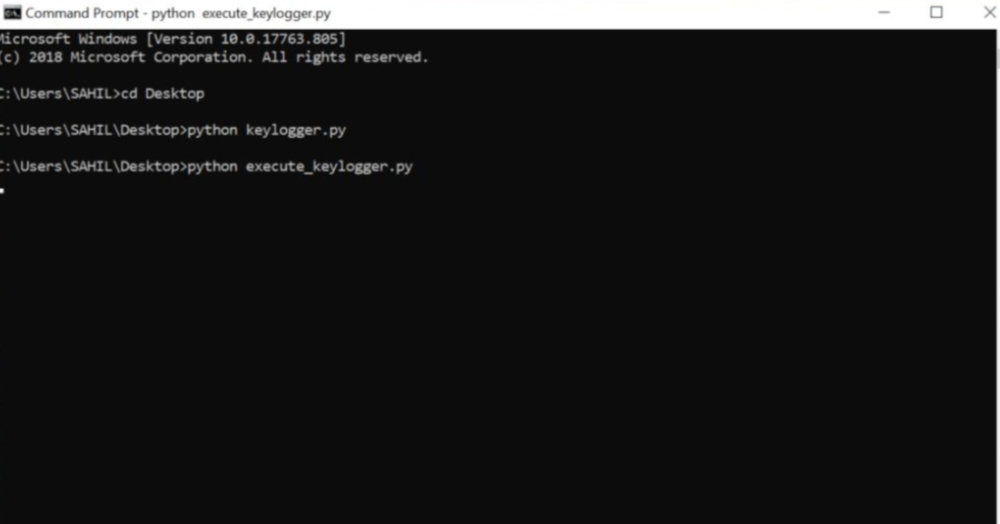 Command Prompt - python execute_keylogger.py
Microsoft Windows [Version 10.0.17763.805]
(c) 2018 Microsoft Corporation. All rights reserved.
C:\Users\SAHIL>cd Desktop
C:\Users\SAHIL\Desktop>python keylogger.py
C:\Users\SAHIL\Desktop>python execute_keylogger.py